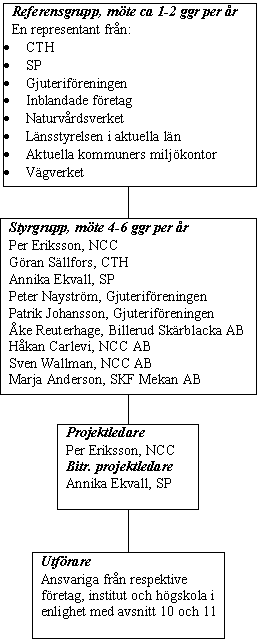 Referensgrupp, möte ca 1-2 ggr per år
En representant från:
• CTH
• SP
• Gjuteriföreningen
• Inblandade företag
• Naturvårdsverket
• Länsstyrelsen i aktuella län
• Aktuella kommuners miljökontor
• Vägverket
Styrgrupp, möte 4-6 ggr per år
Per Eriksson, NCC
Göran Sällfors, CTH
Annika Ekvall, SP
Peter Nayström, Gjuteriföreningen
Patrik Johansson, Gjuteriföreningen
Åke Reuterhage, Billerud Skärblacka AB
Håkan Carlevi, NCC AB
Sven Wallman, NCC AB
Marja Anderson, SKF Mekan AB
Projektledare
Per Eriksson, NCC
Bitr. projektledare
Annika Ekvall, SP
Utförare
Ansvariga från respektive
företag, institut och högskola i
enlighet med avsnitt 10 och 11